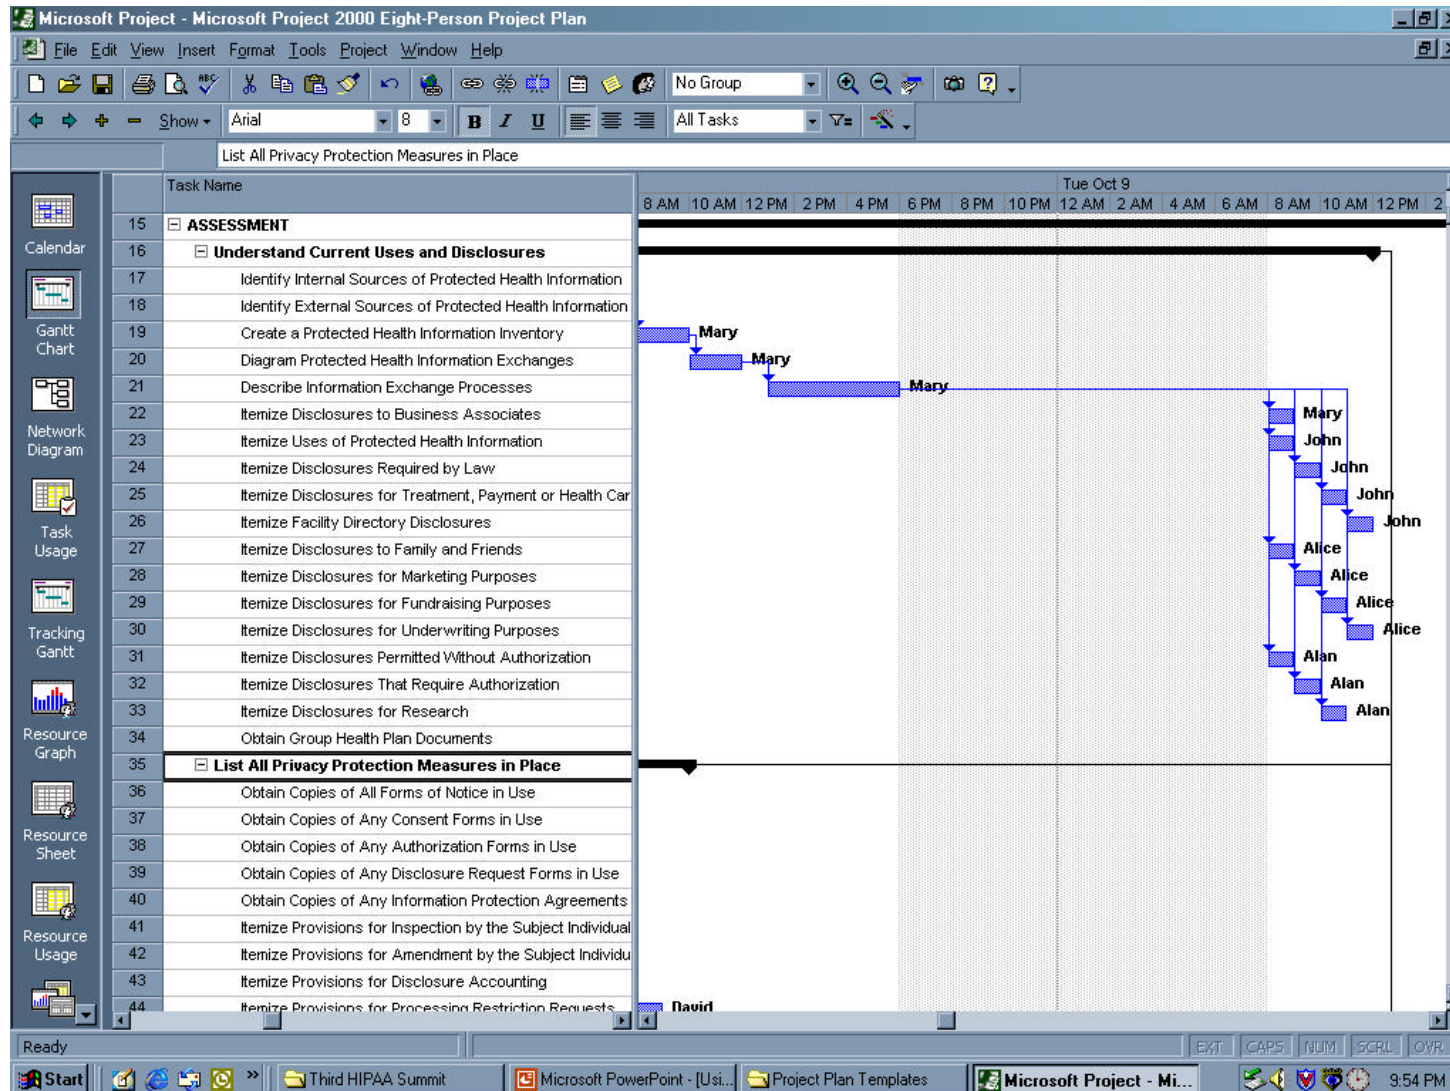 Microsoft Project - Microsoft Project 2000 Eight-Person Project Plan
File Edit View Insert Format Tools Project Window Help
No Group
Show Arial 8 B I U All Tasks
List All Privacy Protection Measures in Place
Task Name
Tue Oct 9
8 AM 10 AM 12 PM 2 PM 4 PM 6 PM 8 PM 10 PM 12 AM 2 AM 4 AM 6 AM 8 AM 10 AM 12 PM 2
15 ASSESSMENT
16 Understand Current Uses and Disclosures
17 Identify Internal Sources of Protected Health Information
18 Identify External Sources of Protected Health Information
19 Create a Protected Health Information Inventory Mary
20 Diagram Protected Health Information Exchanges Mary
21 Describe Information Exchange Processes Mary
22 Itemize Disclosures to Business Associates Mary
23 Itemize Uses of Protected Health Information John
24 Itemize Disclosures Required by Law John
25 Itemize Disclosures for Treatment, Payment or Health Car John
26 Itemize Facility Directory Disclosures John
27 Itemize Disclosures to Family and Friends Alice
28 Itemize Disclosures for Marketing Purposes Alice
29 Itemize Disclosures for Fundraising Purposes Alice
30 Itemize Disclosures for Underwriting Purposes Alice
31 Itemize Disclosures Permitted Without Authorization Alan
32 Itemize Disclosures That Require Authorization Alan
33 Itemize Disclosures for Research Alan
34 Obtain Group Health Plan Documents
35 List All Privacy Protection Measures in Place
36 Obtain Copies of All Forms of Notice in Use
37 Obtain Copies of Any Consent Forms in Use
38 Obtain Copies of Any Authorization Forms in Use
39 Obtain Copies of Any Disclosure Request Forms in Use
40 Obtain Copies of Any Information Protection Agreements
41 Itemize Provisions for Inspection by the Subject Individual
42 Itemize Provisions for Amendment by the Subject Individu
43 Itemize Provisions for Disclosure Accounting
44 Itemize Provisions for Processing Restriction Requests David
Calendar
Gantt
Chart
Network
Diagram
Task
Usage
Tracking
Gantt
Resource
Graph
Resource
Sheet
Resource
Usage
Ready EXT CAPS NUM SCRL OVR
Start » Third HIPAA Summit Microsoft PowerPoint - [Usi... Project Plan Templates Microsoft Project - Mi... 9:54 PM